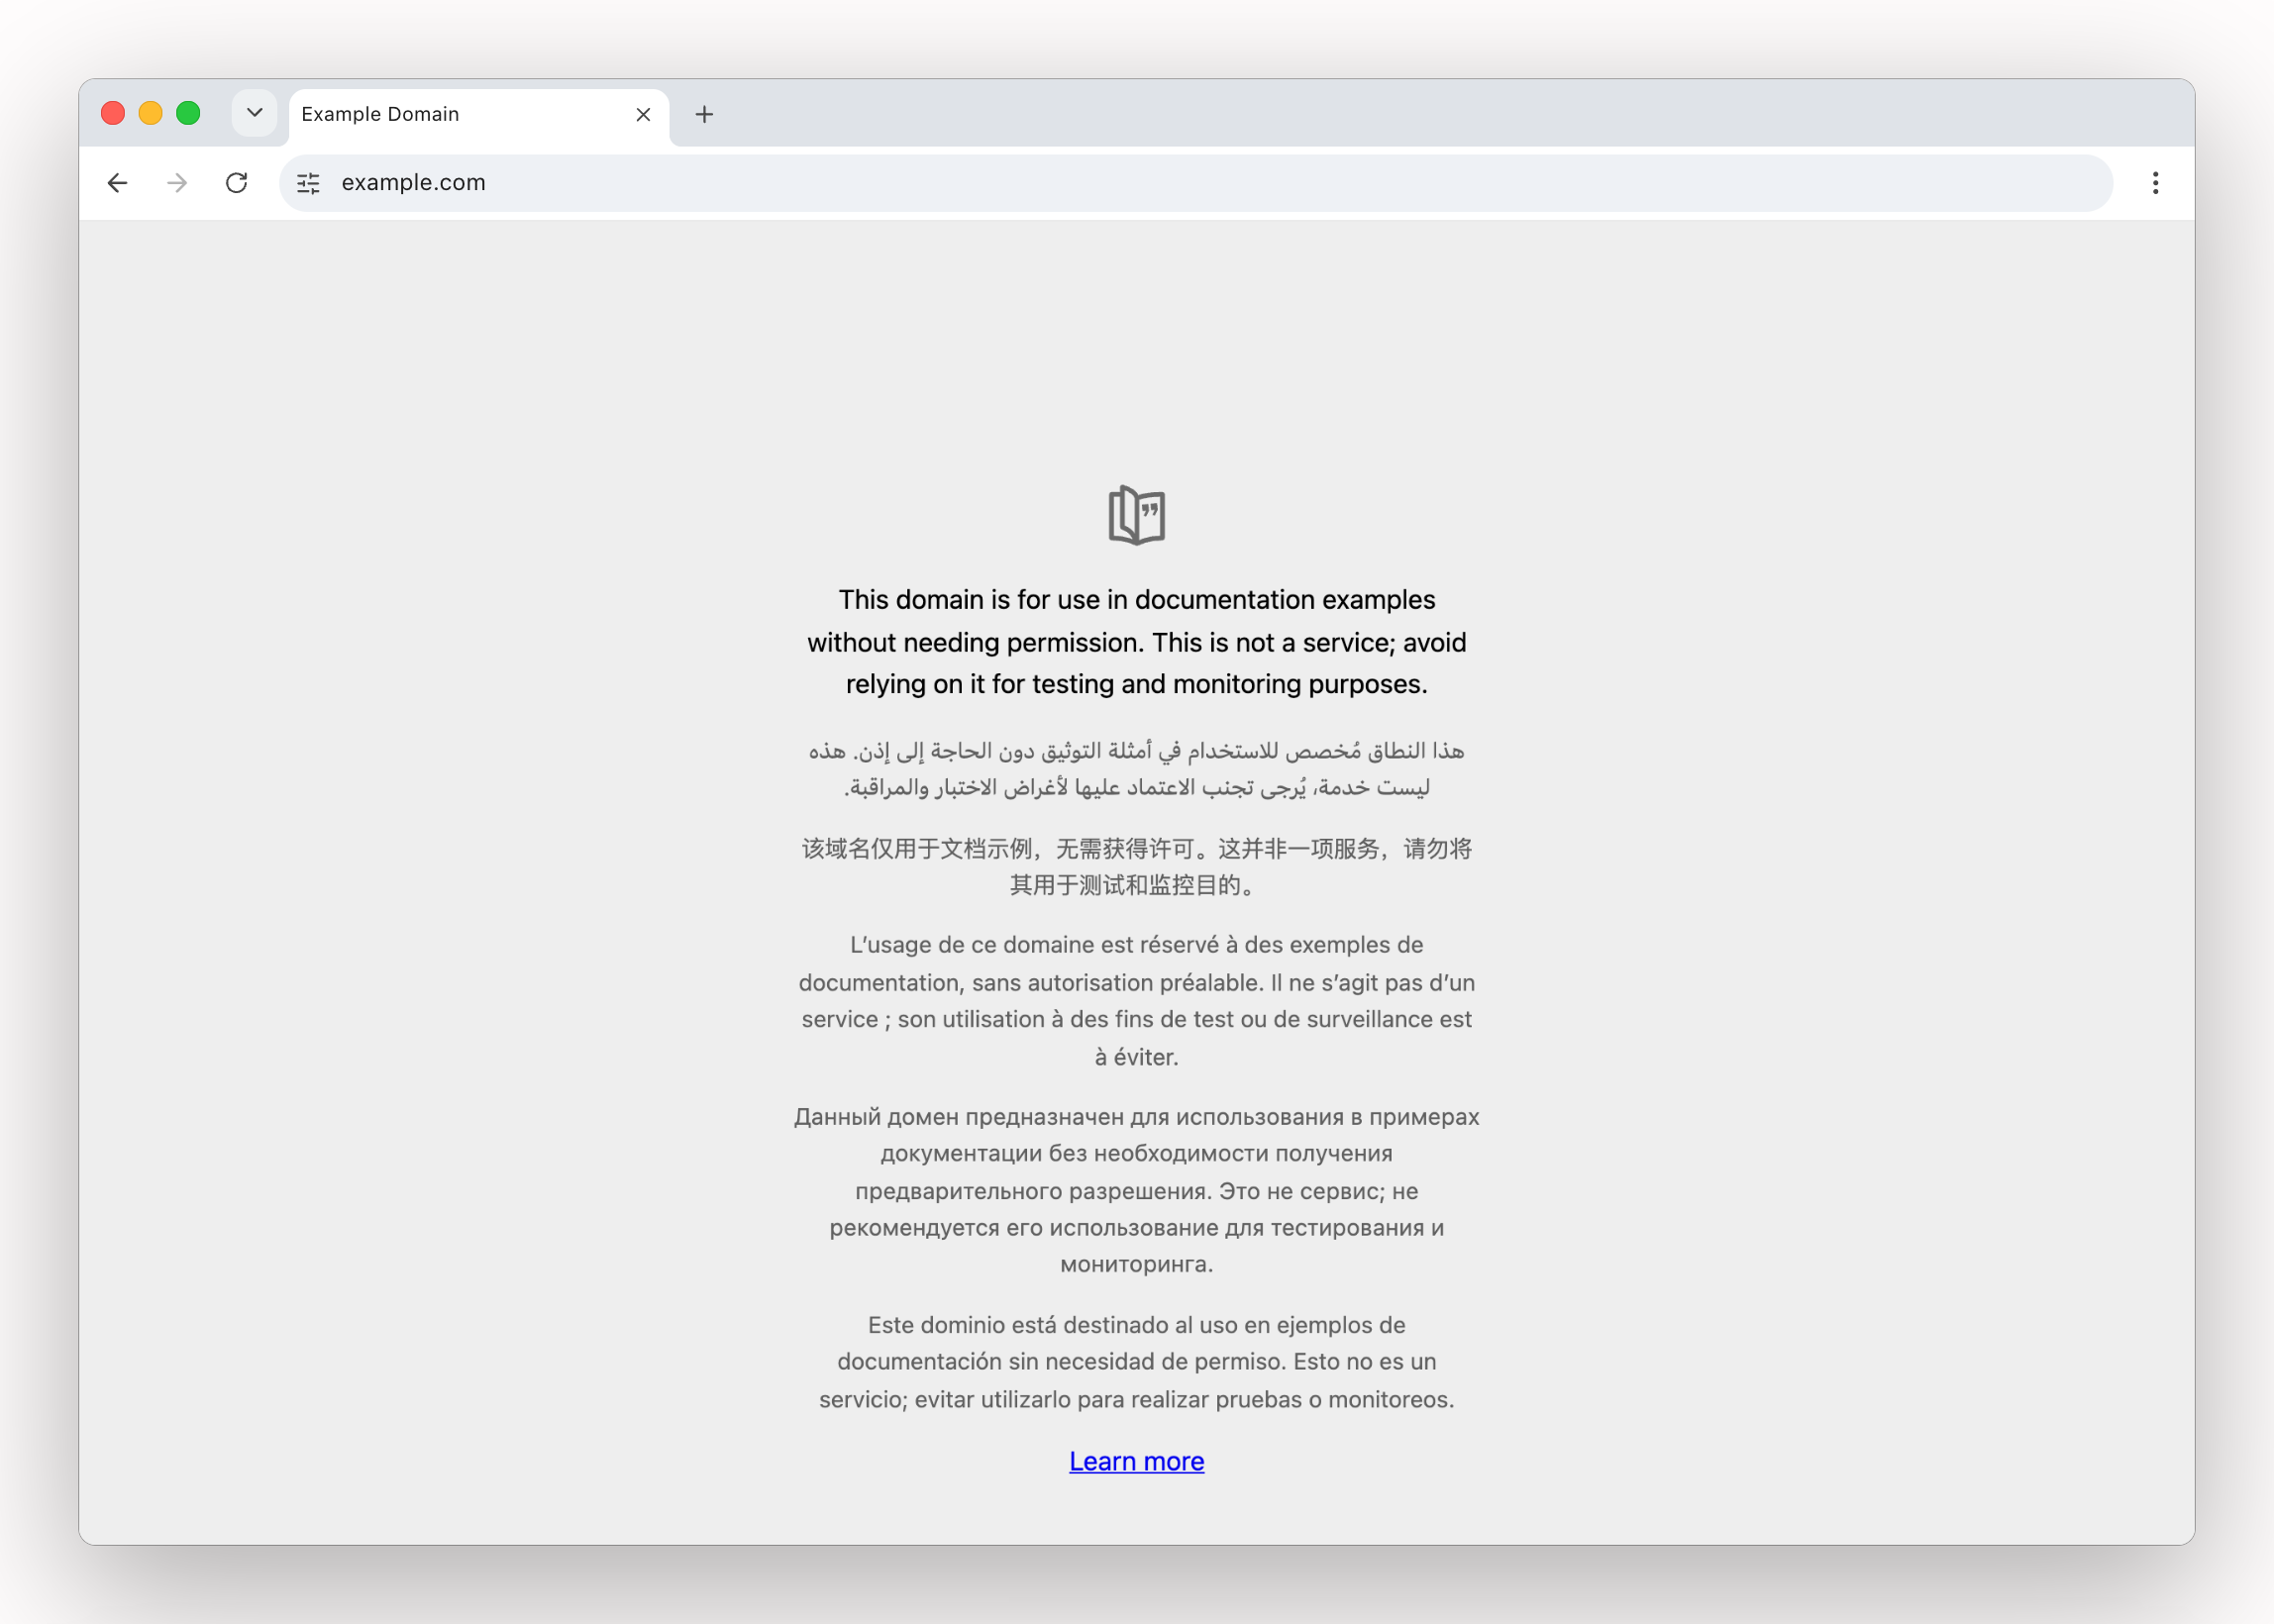 Example Domain
example.com
This domain is for use in documentation examples
without needing permission. This is not a service; avoid
relying on it for testing and monitoring purposes.
هذا النطاق مُخصص للاستخدام في أمثلة التوثيق دون الحاجة إلى إذن. هذه
ليست خدمة، يُرجى تجنب الاعتماد عليها لأغراض الاختبار والمراقبة.
该域名仅用于文档示例，无需获得许可。这并非一项服务，请勿将
其用于测试和监控目的。
L’usage de ce domaine est réservé à des exemples de
documentation, sans autorisation préalable. Il ne s’agit pas d’un
service ; son utilisation à des fins de test ou de surveillance est
à éviter.
Данный домен предназначен для использования в примерах
документации без необходимости получения
предварительного разрешения. Это не сервис; не
рекомендуется его использование для тестирования и
мониторинга.
Este dominio está destinado al uso en ejemplos de
documentación sin necesidad de permiso. Esto no es un
servicio; evitar utilizarlo para realizar pruebas o monitoreos.
Learn more